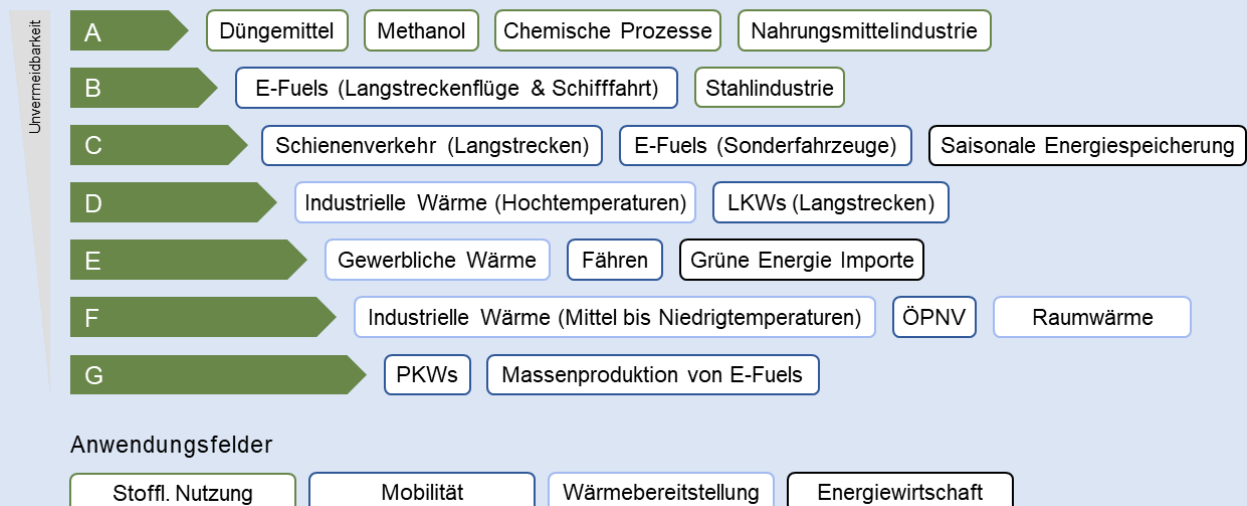 Unvermeidbarkeit
A Düngemittel Methanol Chemische Prozesse Nahrungsmittelindustrie
B E-Fuels (Langstreckenflüge & Schifffahrt) Stahlindustrie
C Schienenverkehr (Langstrecken) E-Fuels (Sonderfahrzeuge) Saisonale Energiespeicherung
D Industrielle Wärme (Hochtemperaturen) LKWs (Langstrecken)
E Gewerbliche Wärme Fähren Grüne Energie Importe
F Industrielle Wärme (Mittel bis Niedrigtemperaturen) ÖPNV Raumwärme
G PKWs Massenproduktion von E-Fuels
Anwendungsfelder
Stoffl. Nutzung Mobilität Wärmebereitstellung Energiewirtschaft